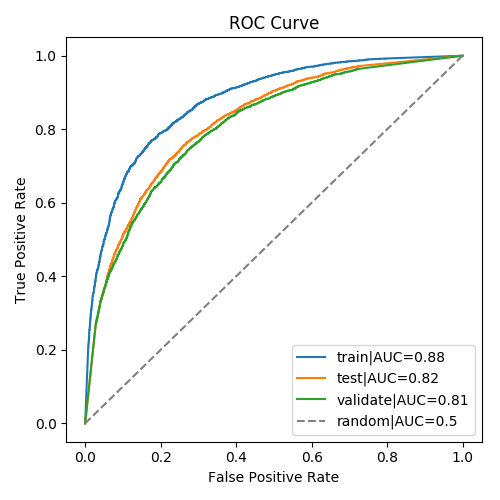 ROC Curve
1.0
0.8
0.6
0.4
0.2
0.0
True Positive Rate
train|AUC=0.88
test|AUC=0.82
validate|AUC=0.81
random|AUC=0.5
0.0 0.2 0.4 0.6 0.8 1.0
False Positive Rate